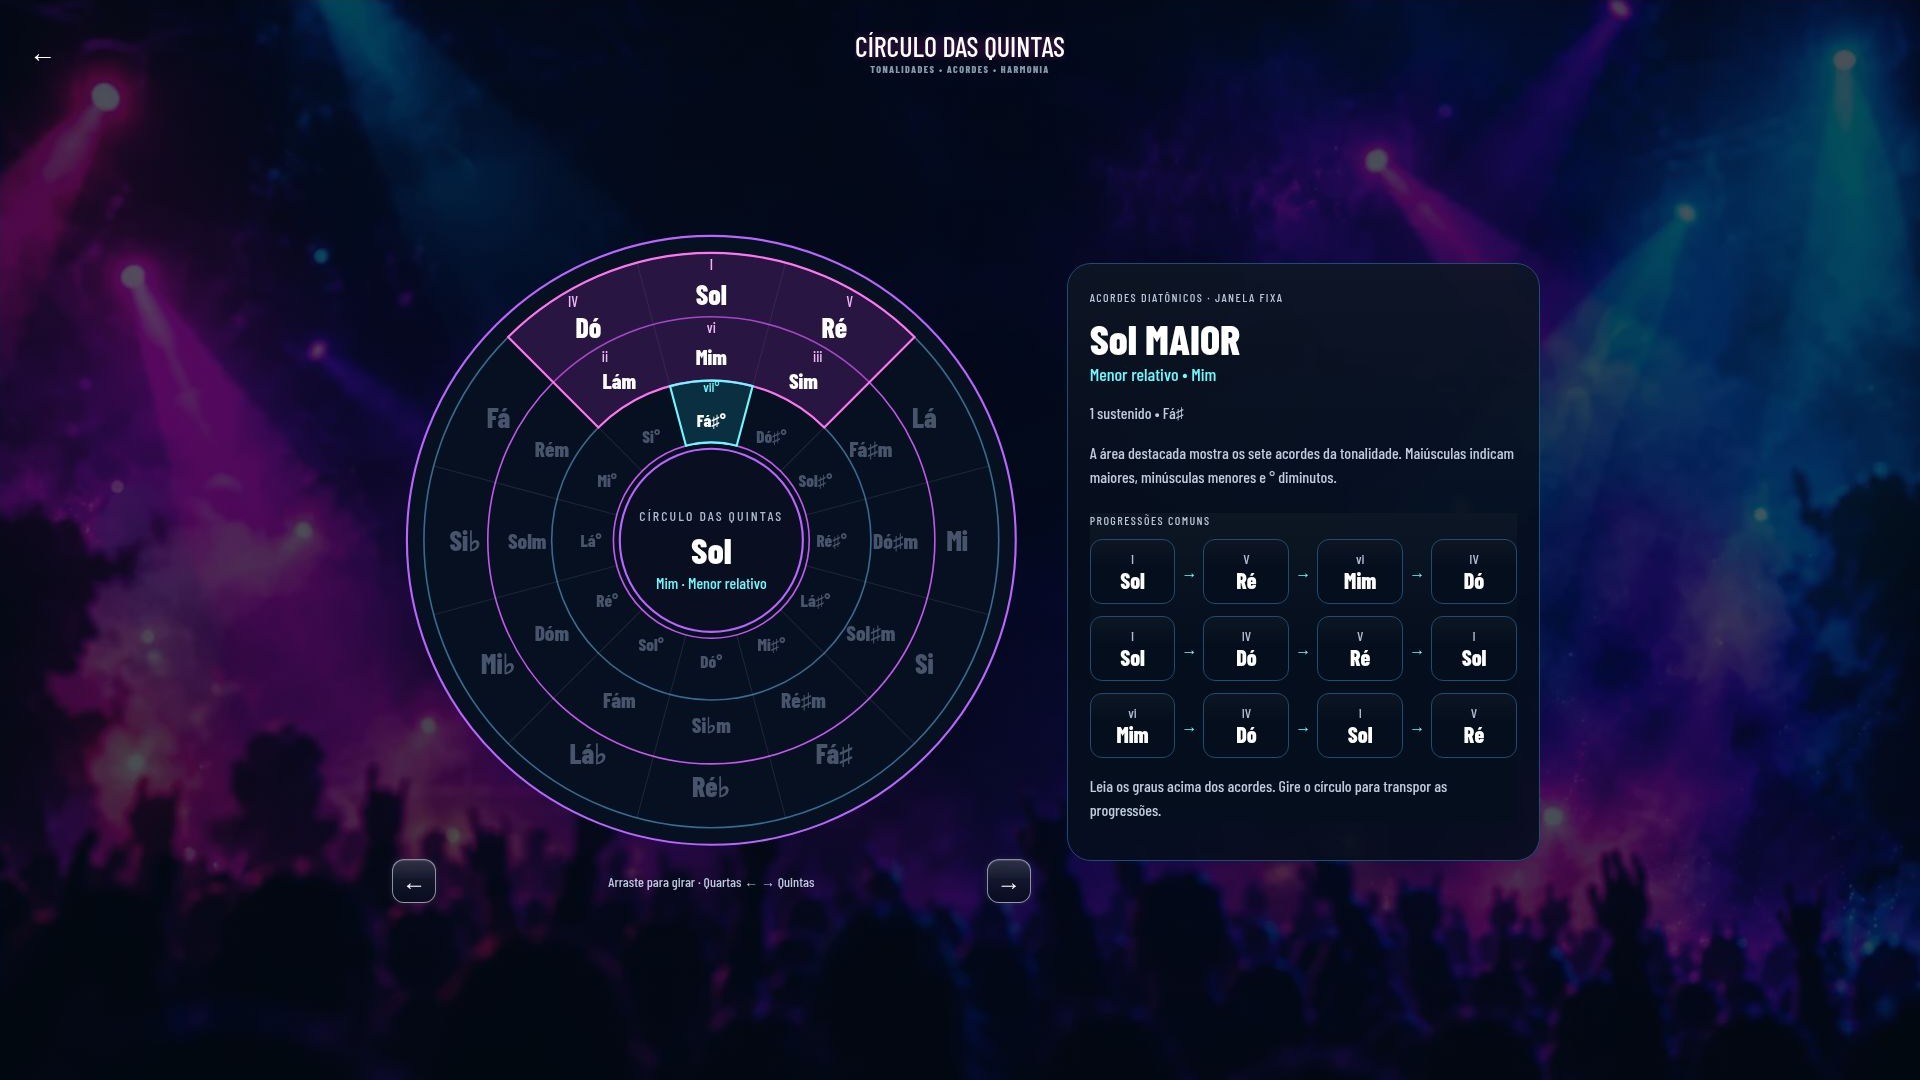 ←
CÍRCULO DAS QUINTAS
TONALIDADES • ACORDES • HARMONIA
I
Sol
IV
Dó
V
Ré
vi
Mim
ii
Lám
iii
Sim
vii°
Fá♯°
Fá
Lá
Rém
Si°
Dó♯°
Fá♯m
Mi°
Sol♯°
Si♭
Solm
Lá°
Ré♯°
Dó♯m
Mi
CÍRCULO DAS QUINTAS
Sol
Mim · Menor relativo
Ré°
Lá♯°
Dóm
Sol♯m
Sol°
Mi♯°
Mi♭
Si
Dó°
Fám
Ré♯m
Si♭m
Lá♭
Fá♯
Ré♭
←
Arraste para girar · Quartas ← → Quintas
→
ACORDES DIATÔNICOS · JANELA FIXA
Sol MAIOR
Menor relativo • Mim
1 sustenido • Fá♯
A área destacada mostra os sete acordes da tonalidade. Maiúsculas indicam
maiores, minúsculas menores e ° diminutos.
PROGRESSÕES COMUNS
I V vi IV
Sol → Ré → Mim → Dó
I IV V I
Sol → Dó → Ré → Sol
vi IV I V
Mim → Dó → Sol → Ré
Leia os graus acima dos acordes. Gire o círculo para transpor as
progressões.